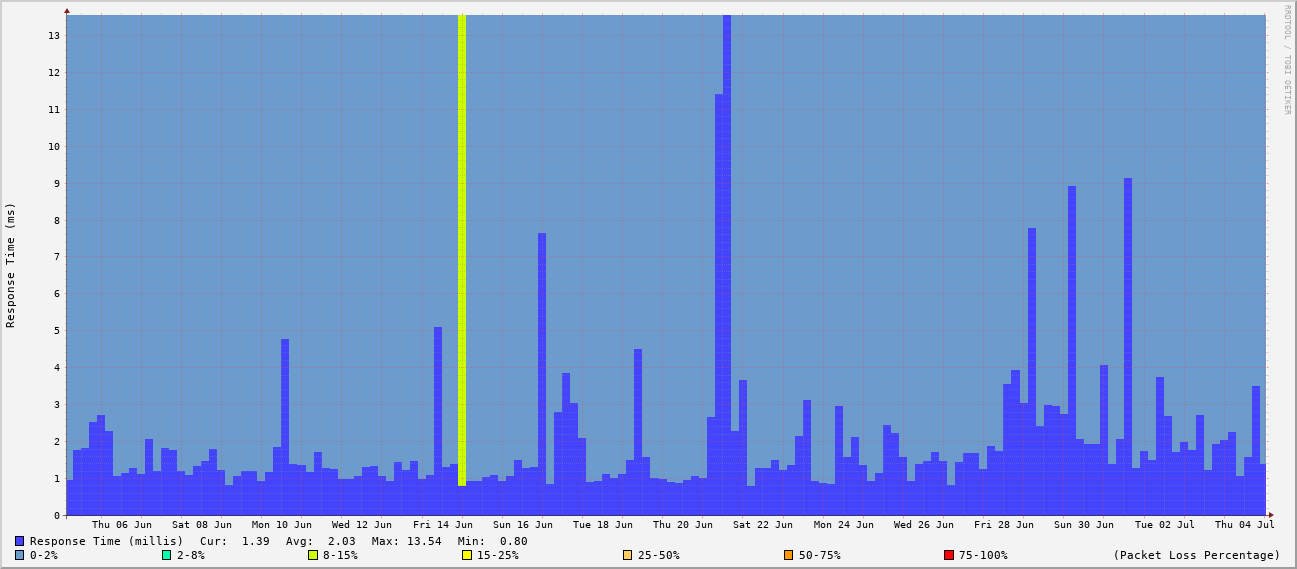 RRDTOOL / TOBI OETIKER
Response Time (ms)
13
12
11
10
9
8
7
6
5
4
3
2
1
0
Thu 06 Jun Sat 08 Jun Mon 10 Jun Wed 12 Jun Fri 14 Jun Sun 16 Jun Tue 18 Jun Thu 20 Jun Sat 22 Jun Mon 24 Jun Wed 26 Jun Fri 28 Jun Sun 30 Jun Tue 02 Jul Thu 04 Jul
Response Time (millis) Cur: 1.39 Avg: 2.03 Max: 13.54 Min: 0.80
0-2% 2-8% 8-15% 15-25% 25-50% 50-75% 75-100% (Packet Loss Percentage)